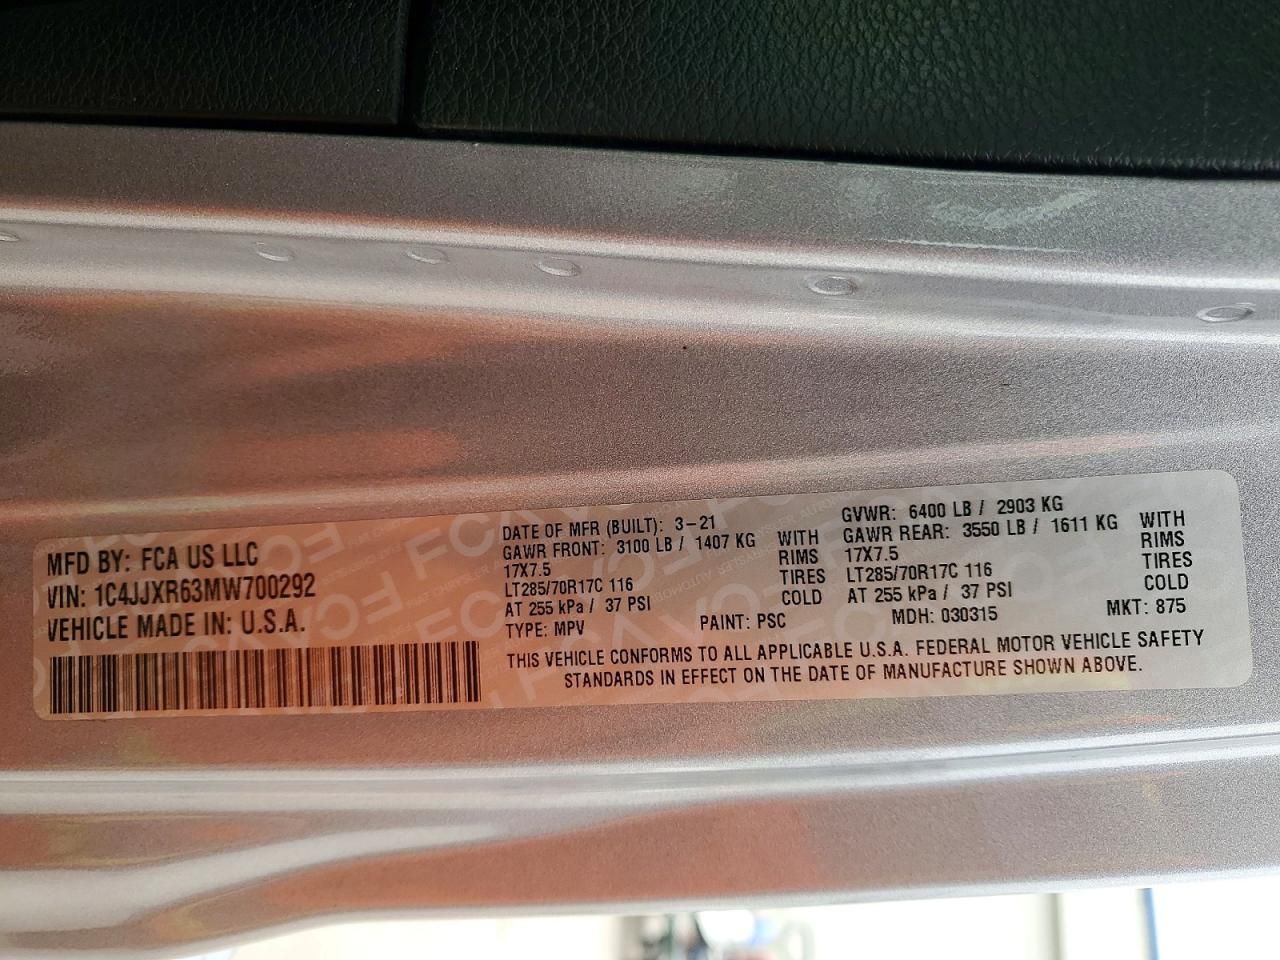 MFD BY: FCA US LLC
VIN: 1C4JJXR63MW700292
VEHICLE MADE IN: U.S.A.
DATE OF MFR (BUILT): 3-21
GAWR FRONT: 3100 LB / 1407 KG WITH
17X7.5 RIMS
LT285/70R17C 116 TIRES
AT 255 kPa / 37 PSI COLD
GVWR: 6400 LB / 2903 KG
GAWR REAR: 3550 LB / 1611 KG WITH
17X7.5 RIMS
LT285/70R17C 116 TIRES
AT 255 kPa / 37 PSI COLD
TYPE: MPV PAINT: PSC MDH: 030315 MKT: 875
THIS VEHICLE CONFORMS TO ALL APPLICABLE U.S.A. FEDERAL MOTOR VEHICLE SAFETY
STANDARDS IN EFFECT ON THE DATE OF MANUFACTURE SHOWN ABOVE.